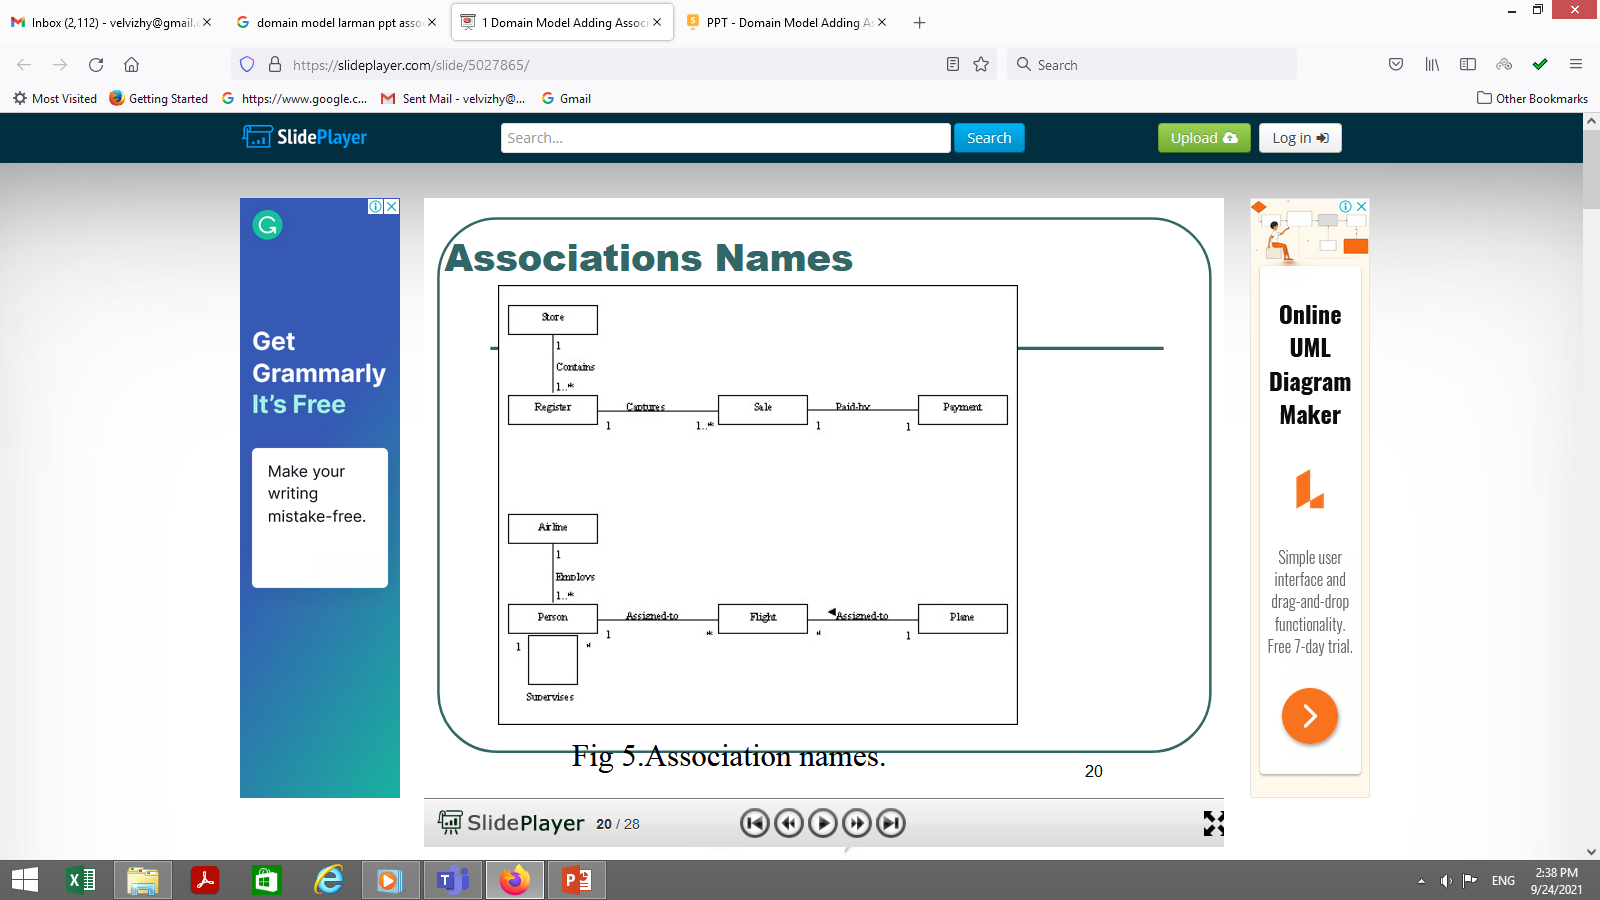 Inbox (2,112) - velvizhy@gmail.c
domain model larman ppt asso
1 Domain Model Adding Associ
PPT - Domain Model Adding As
https://slideplayer.com/slide/5027865/
Search
Most Visited
Getting Started
https://www.google.c...
Sent Mail - velvizhy@...
Gmail
Other Bookmarks
SlidePlayer
Search...
Search
Upload
Log in
Get
Grammarly
It's Free
Make your
writing
mistake-free.
Associations Names
Store
1
Contains
1..*
Register
Captures
Sale
Paid-by
Payment
1
1..*
1
1
Airline
1
Employs
1..*
Person
Assigned-to
Flight
Assigned-to
Plane
1
*
*
1
1
*
Supervises
Fig 5.Association names.
20
Online
UML
Diagram
Maker
Simple user
interface and
drag-and-drop
functionality.
Free 7-day trial.
SlidePlayer
20 / 28
ENG
2:38 PM
9/24/2021